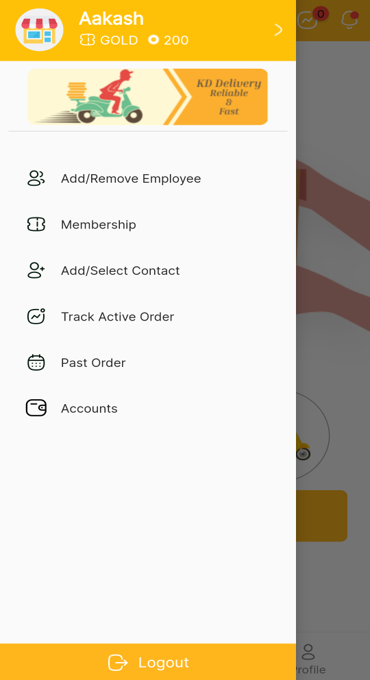 Aakash
GOLD 200
0
KD Delivery
Reliable
&
Fast
Add/Remove Employee
Membership
Add/Select Contact
Track Active Order
Past Order
Accounts
Logout
rofile